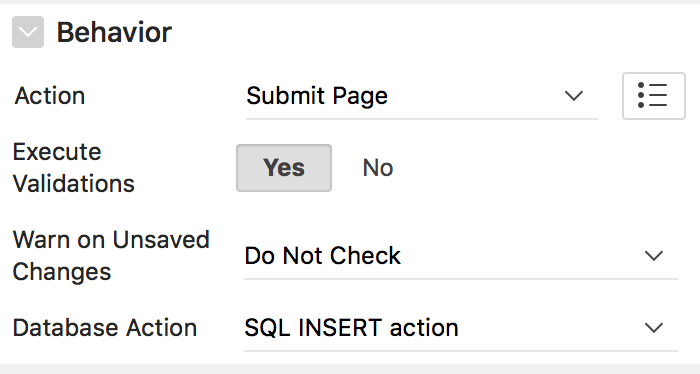 Behavior
Action Submit Page
Execute
Validations
Yes No
Warn on Unsaved
Changes
Do Not Check
Database Action SQL INSERT action